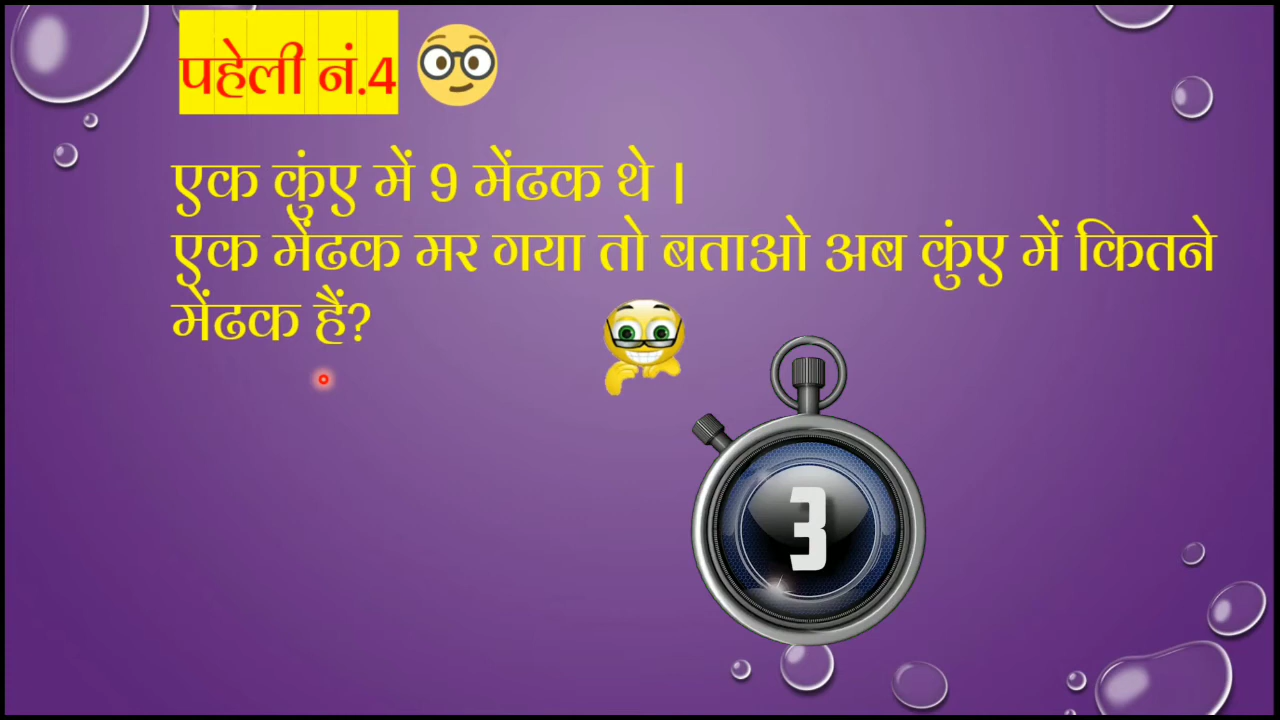 पहेली नं.4
एक कुंए में 9 मेंढक थे ।
एक मेंढक मर गया तो बताओ अब कुंए में कितने
मेंढक हैं?
3